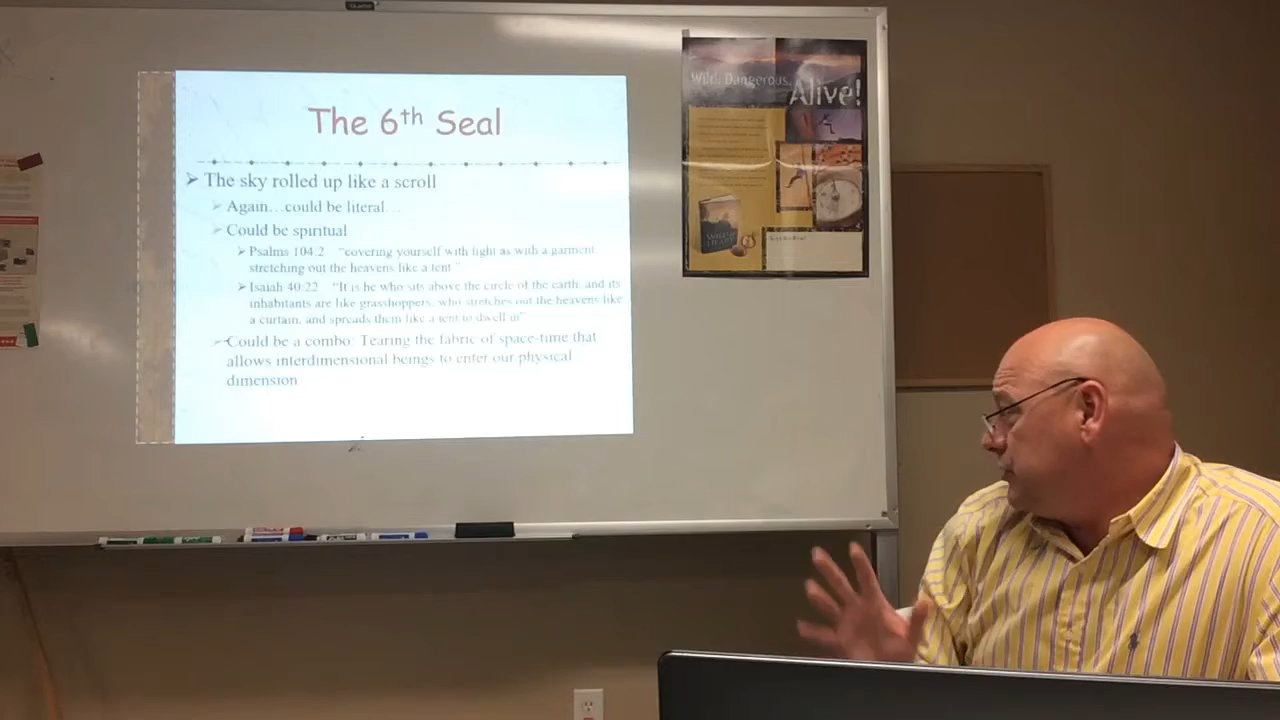 The 6th Seal
The sky rolled up like a scroll
Again…could be literal…
Could be spiritual
Psalms 104:2 "covering yourself with light as with a garment,
stretching out the heavens like a tent."
Isaiah 40:22 "It is he who sits above the circle of the earth, and its
inhabitants are like grasshoppers, who stretches out the heavens like
a curtain, and spreads them like a tent to dwell in"
Could be a combo: Tearing the fabric of space-time that
allows interdimensional beings to enter our physical
dimension
Wild, Dangerous,
Alive!